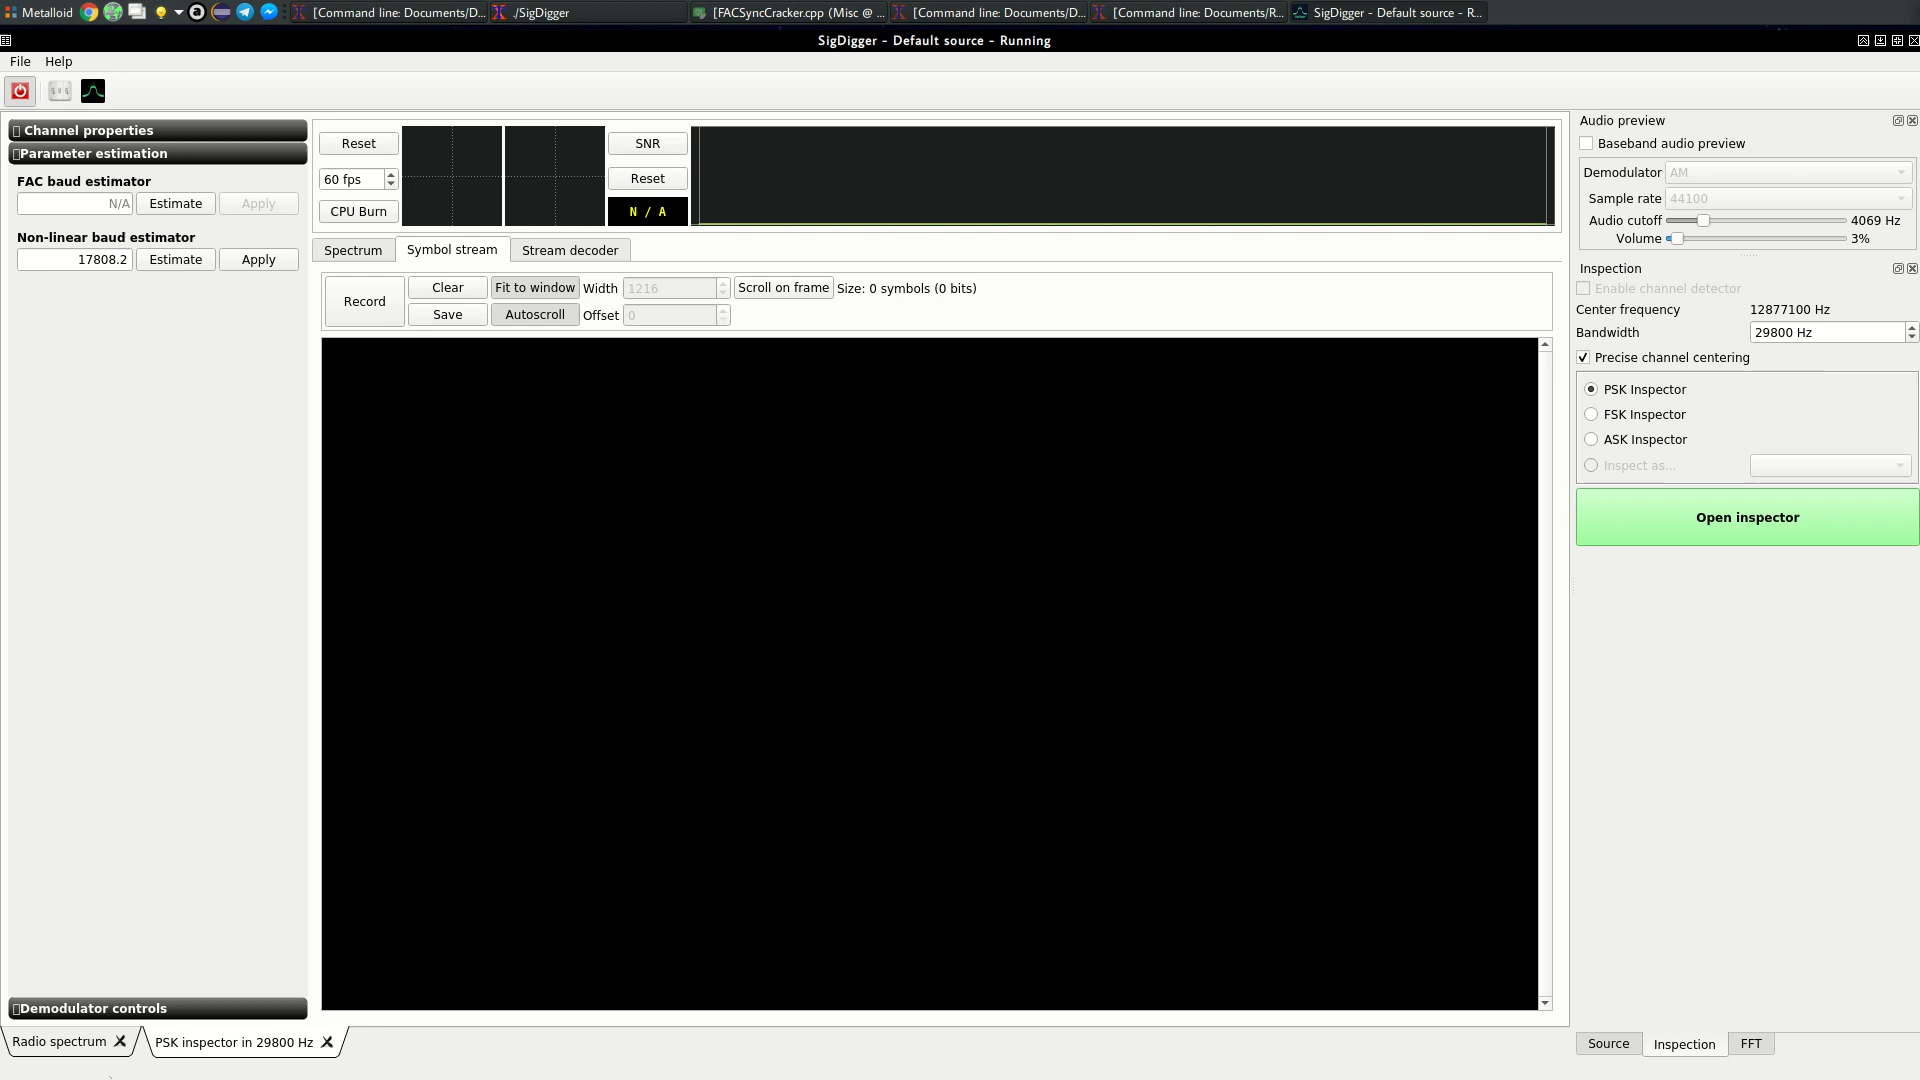 Metalloid
[Command line: Documents/D...
./SigDigger
[FACSyncCracker.cpp (Misc @ ...
[Command line: Documents/D...
[Command line: Documents/R...
SigDigger - Default source - R...
SigDigger - Default source - Running
File Help
Channel properties
Parameter estimation
FAC baud estimator
N/A Estimate Apply
Non-linear baud estimator
17808.2 Estimate Apply
Demodulator controls
Reset
60 fps
CPU Burn
SNR
Reset
N / A
Spectrum Symbol stream Stream decoder
Record
Clear Fit to window Width 1216 Scroll on frame Size: 0 symbols (0 bits)
Save Autoscroll Offset 0
Audio preview
Baseband audio preview
Demodulator AM
Sample rate 44100
Audio cutoff 4069 Hz
Volume 3%
Inspection
Enable channel detector
Center frequency 12877100 Hz
Bandwidth 29800 Hz
Precise channel centering
PSK Inspector
FSK Inspector
ASK Inspector
Inspect as...
Open inspector
Radio spectrum PSK inspector in 29800 Hz
Source Inspection FFT